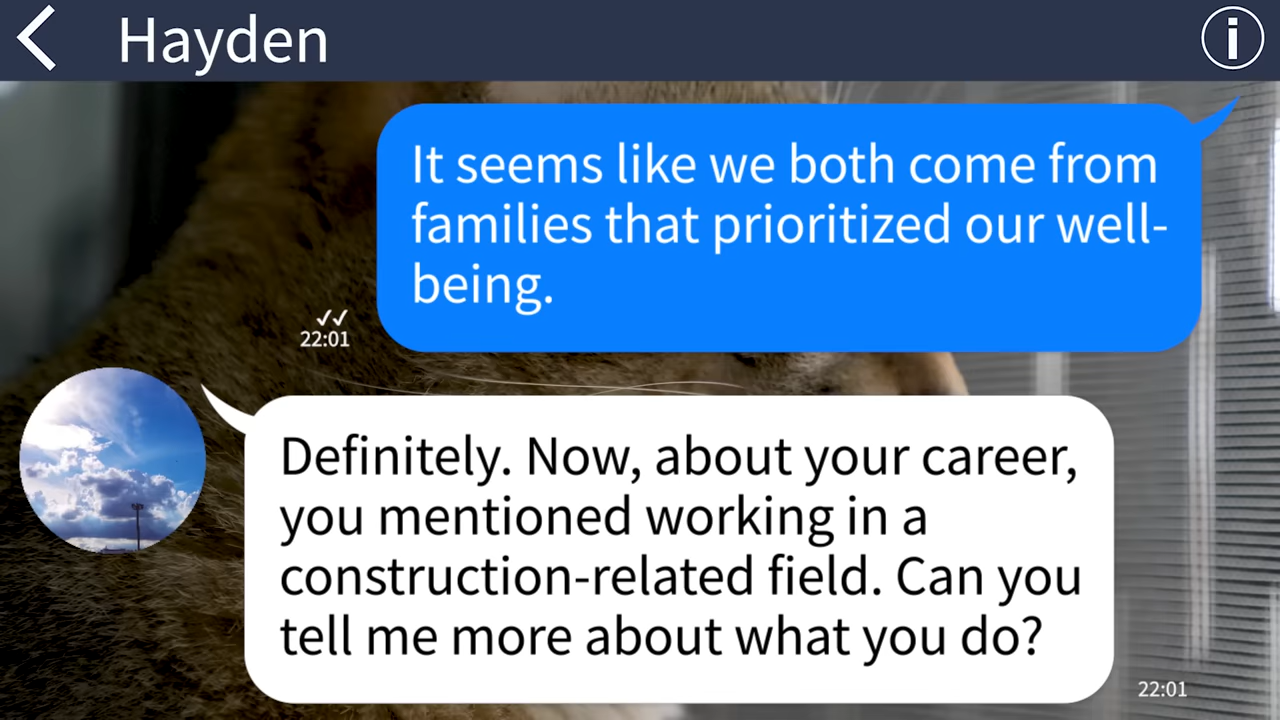 Hayden
It seems like we both come from
families that prioritized our well-
being.
22:01
Definitely. Now, about your career,
you mentioned working in a
construction-related field. Can you
tell me more about what you do?
22:01